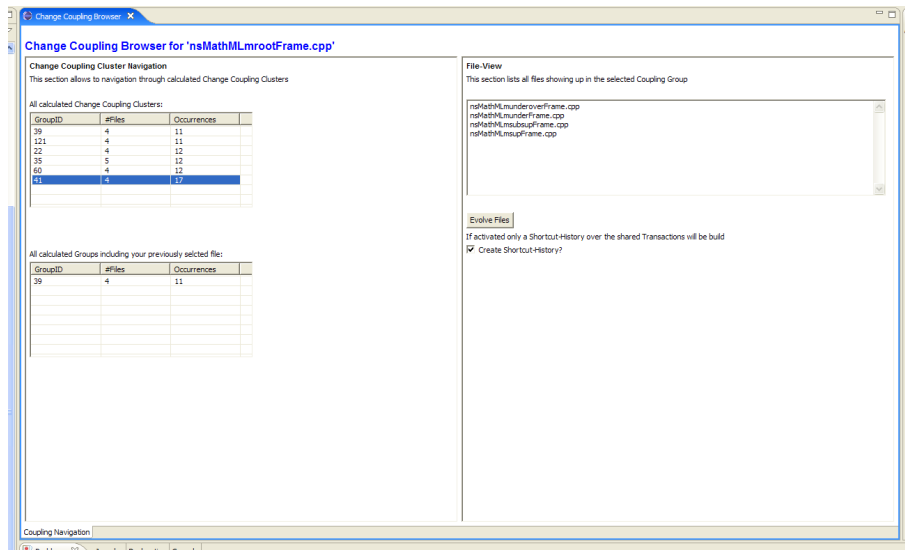 Change Coupling Browser
Change Coupling Browser for 'nsMathMLmrootFrame.cpp'
Change Coupling Cluster Navigation
This section allows to navigation through calculated Change Coupling Clusters
All calculated Change Coupling Clusters:
GroupID #Files Occurrences
39 4 11
121 4 11
22 4 12
35 5 12
60 4 12
41 4 17
All calculated Groups including your previously selcted file:
GroupID #Files Occurrences
39 4 11
File-View
This section lists all files showing up in the selected Coupling Group
nsMathMLmunderoverFrame.cpp
nsMathMLmunderFrame.cpp
nsMathMLmsubsupFrame.cpp
nsMathMLmsupFrame.cpp
Evolve Files
If activated only a Shortcut-History over the shared Transactions will be build
Create Shortcut-History?
Coupling Navigation